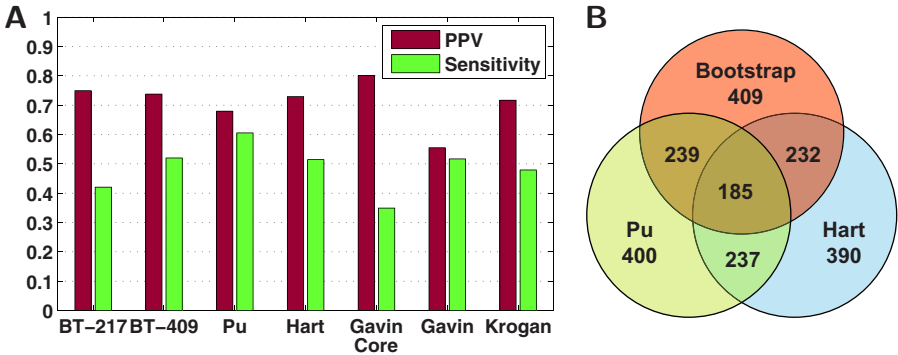 A
1
0.9
0.8
0.7
0.6
0.5
0.4
0.3
0.2
0.1
0
PPV
Sensitivity
BT-217 BT-409 Pu Hart Gavin Core Gavin Krogan
B
Bootstrap
409
239
232
185
Pu
400
237
Hart
390